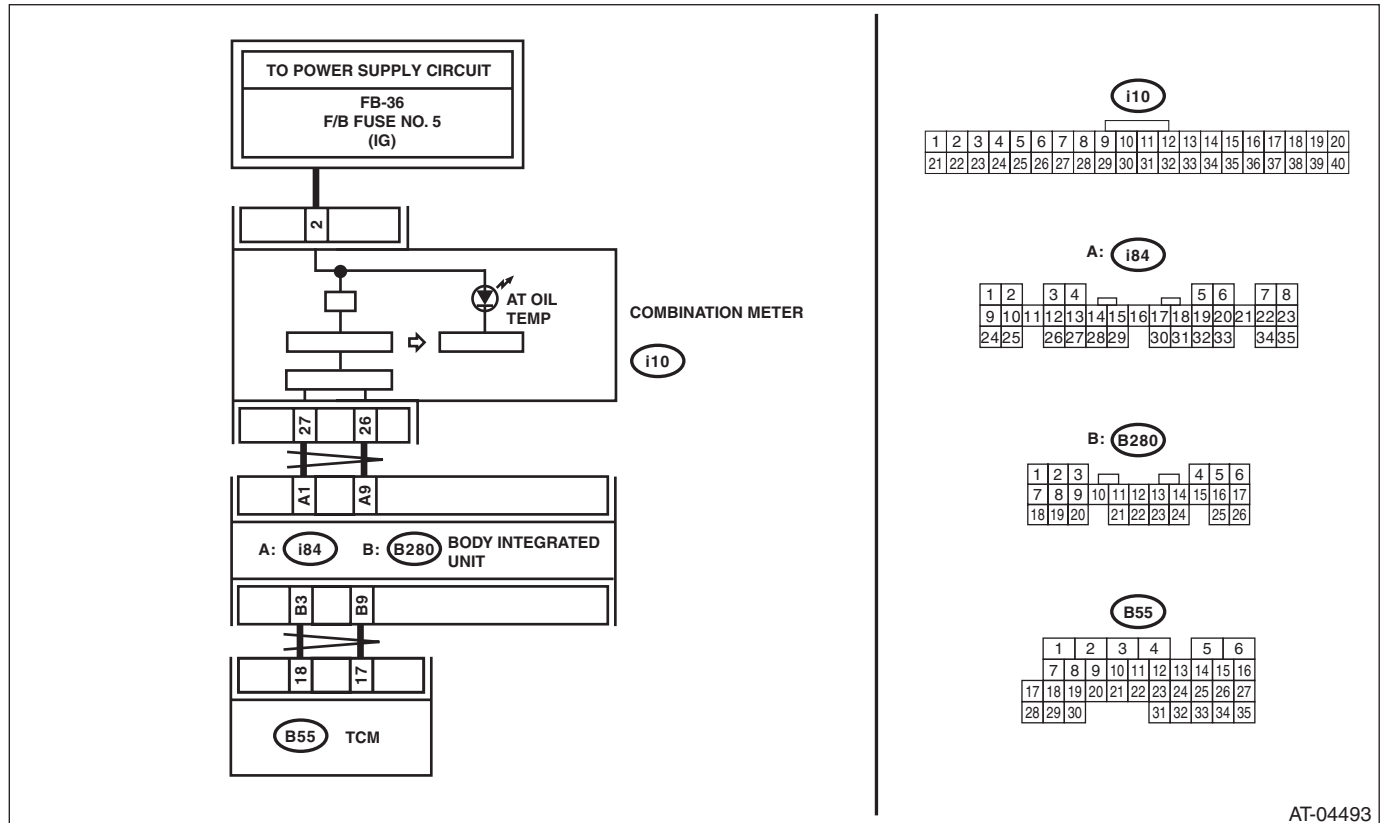 TO POWER SUPPLY CIRCUIT
FB-36
F/B FUSE NO. 5
(IG)
2
AT OIL
TEMP
COMBINATION METER
i10
27 26
A1 A9
A: i84 B: B280 BODY INTEGRATED
UNIT
B3 B9
18 17
B55 TCM
i10
1 2 3 4 5 6 7 8 9 10 11 12 13 14 15 16 17 18 19 20
21 22 23 24 25 26 27 28 29 30 31 32 33 34 35 36 37 38 39 40
A: i84
1 2 3 4 5 6 7 8
9 10 11 12 13 14 15 16 17 18 19 20 21 22 23
24 25 26 27 28 29 30 31 32 33 34 35
B: B280
1 2 3 4 5 6
7 8 9 10 11 12 13 14 15 16 17
18 19 20 21 22 23 24 25 26
B55
1 2 3 4 5 6
7 8 9 10 11 12 13 14 15 16
17 18 19 20 21 22 23 24 25 26 27
28 29 30 31 32 33 34 35
AT-04493